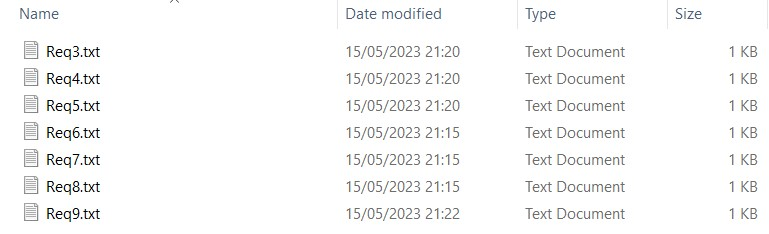 Name Date modified Type Size
Req3.txt 15/05/2023 21:20 Text Document 1 KB
Req4.txt 15/05/2023 21:20 Text Document 1 KB
Req5.txt 15/05/2023 21:20 Text Document 1 KB
Req6.txt 15/05/2023 21:15 Text Document 1 KB
Req7.txt 15/05/2023 21:15 Text Document 1 KB
Req8.txt 15/05/2023 21:15 Text Document 1 KB
Req9.txt 15/05/2023 21:22 Text Document 1 KB